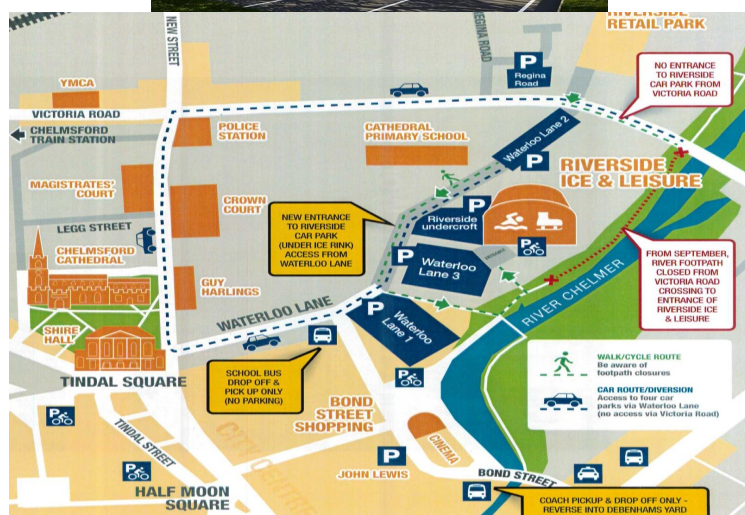 RIVERSIDE
RETAIL PARK
NEW STREET
REGINA ROAD
P
Regina
Road
NO ENTRANCE
TO RIVERSIDE
CAR PARK FROM
VICTORIA ROAD
YMCA
VICTORIA ROAD
CHELMSFORD
TRAIN STATION
POLICE
STATION
CATHEDRAL
PRIMARY SCHOOL
Waterloo Lane 2
P
RIVERSIDE
ICE & LEISURE
MAGISTRATES'
COURT
CROWN
COURT
NEW ENTRANCE
TO RIVERSIDE
CAR PARK
(UNDER ICE RINK)
ACCESS FROM
WATERLOO LANE
P
Riverside
undercroft
P
LEGG STREET
CHELMSFORD
CATHEDRAL
P
Waterloo
Lane 3
ENTRANCE
FROM SEPTEMBER,
RIVER FOOTPATH
CLOSED FROM
VICTORIA ROAD
CROSSING TO
ENTRANCE OF
RIVERSIDE ICE
& LEISURE
GUY
HARLINGS
WATERLOO LANE
P
Waterloo
Lane 1
RIVER CHELMER
SHIRE
HALL
TINDAL SQUARE
SCHOOL BUS
DROP OFF &
PICK UP ONLY
(NO PARKING)
WALK/CYCLE ROUTE
Be aware of
footpath closures
CAR ROUTE/DIVERSION
Access to four car
parks via Waterloo Lane
(no access via Victoria Road)
P
BOND
STREET
SHOPPING
P
TINDAL STREET
CITY CENTRE
CINEMA
P
JOHN LEWIS
BOND STREET
P
HALF MOON
SQUARE
COACH PICKUP & DROP OFF ONLY -
REVERSE INTO DEBENHAMS YARD